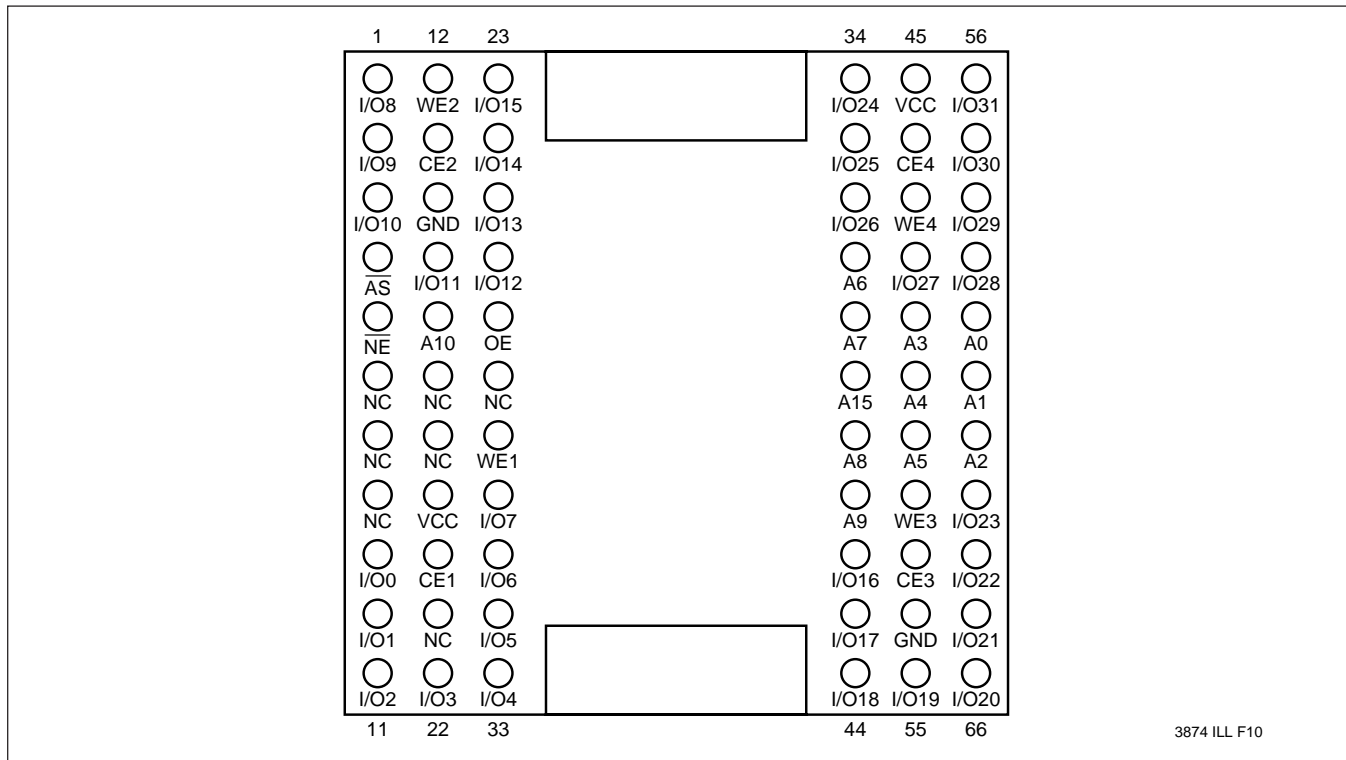 1 12 23 34 45 56
I/O8 WE2 I/O15 I/O24 VCC I/O31
I/O9 CE2 I/O14 I/O25 CE4 I/O30
I/O10 GND I/O13 I/O26 WE4 I/O29
A̅S̅ I/O11 I/O12 A6 I/O27 I/O28
N̅E̅ A10 OE A7 A3 A0
NC NC NC A15 A4 A1
NC NC WE1 A8 A5 A2
NC VCC I/O7 A9 WE3 I/O23
I/O0 CE1 I/O6 I/O16 CE3 I/O22
I/O1 NC I/O5 I/O17 GND I/O21
I/O2 I/O3 I/O4 I/O18 I/O19 I/O20
11 22 33 44 55 66
3874 ILL F10